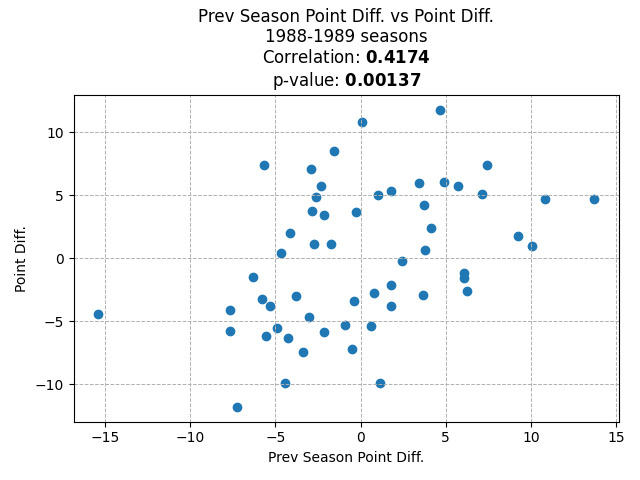 Prev Season Point Diff. vs Point Diff.
1988-1989 seasons
Correlation: 0.4174
p-value: 0.00137
10
5
0
−5
−10
Point Diff.
−15
−10
−5
0
5
10
15
Prev Season Point Diff.